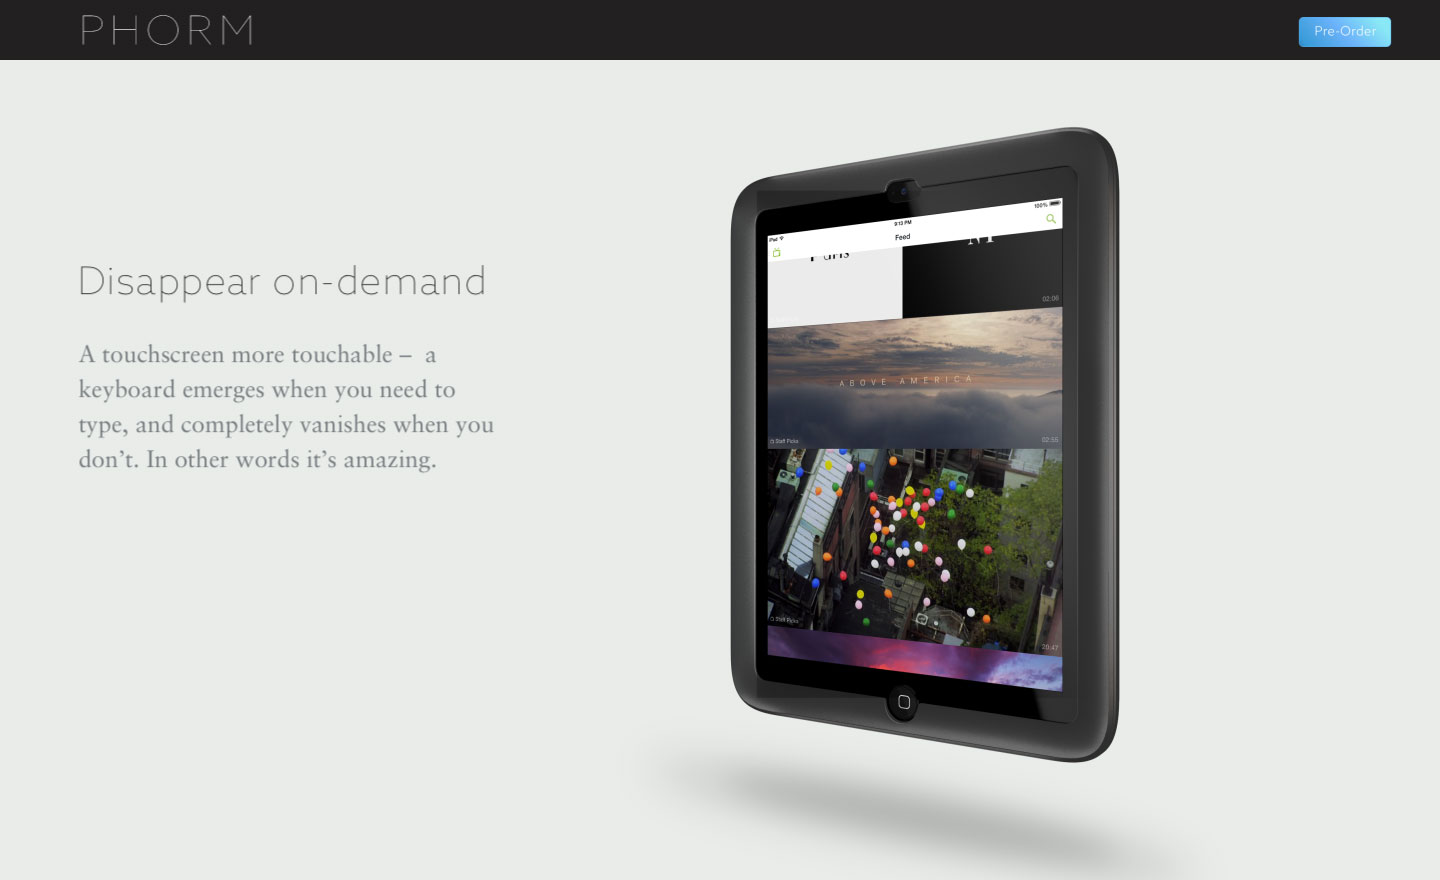 PHORM
Pre-Order
Disappear on-demand
A touchscreen more touchable – a
keyboard emerges when you need to
type, and completely vanishes when you
don’t. In other words it’s amazing.
iPad
9:13 PM
100%
Feed
Paris
NY
02:06
ABOVE AMERICA
Staff Picks
02:55
Staff Picks
20:47